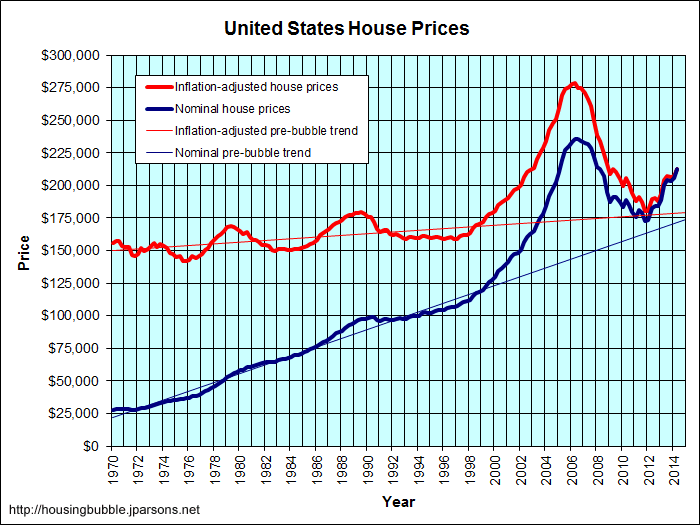 United States House Prices
$300,000
$275,000
$250,000
$225,000
$200,000
$175,000
$150,000
$125,000
$100,000
$75,000
$50,000
$25,000
$0
Price
Inflation-adjusted house prices
Nominal house prices
Inflation-adjusted pre-bubble trend
Nominal pre-bubble trend
1970 1972 1974 1976 1978 1980 1982 1984 1986 1988 1990 1992 1994 1996 1998 2000 2002 2004 2006 2008 2010 2012 2014
Year
http://housingbubble.jparsons.net